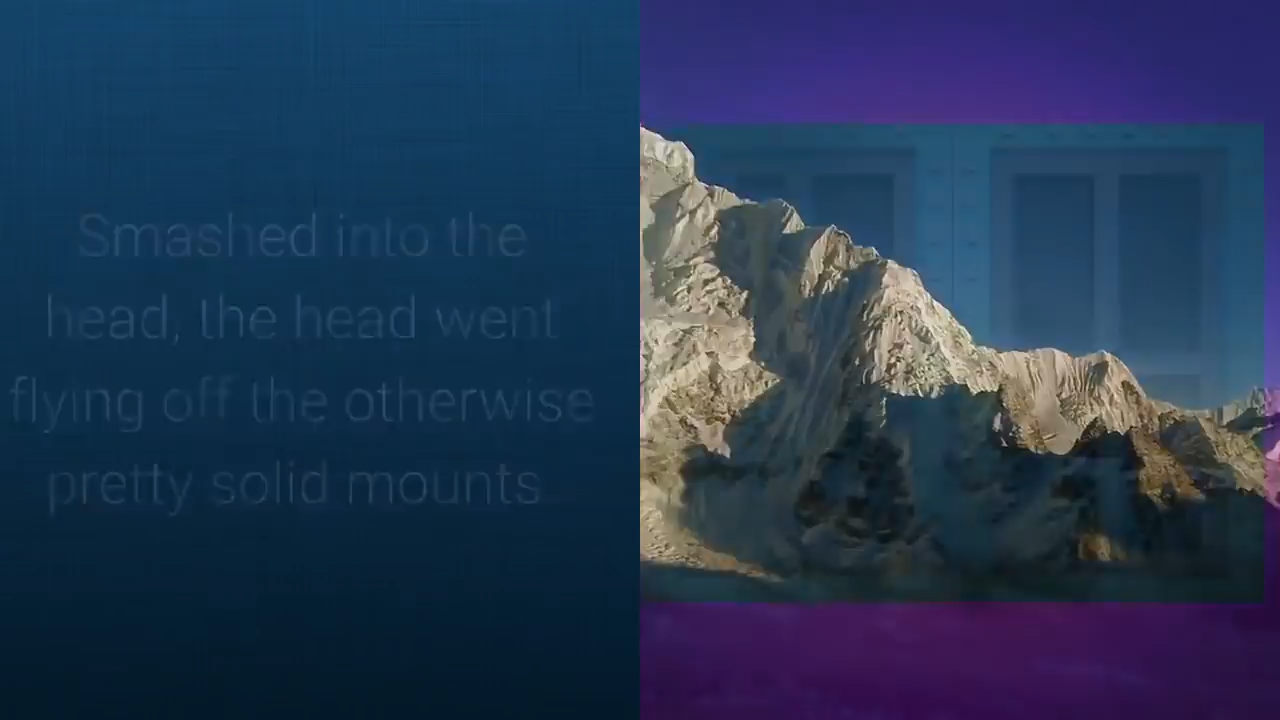 Smashed into the
head, the head went
flying off the otherwise
pretty solid mounts